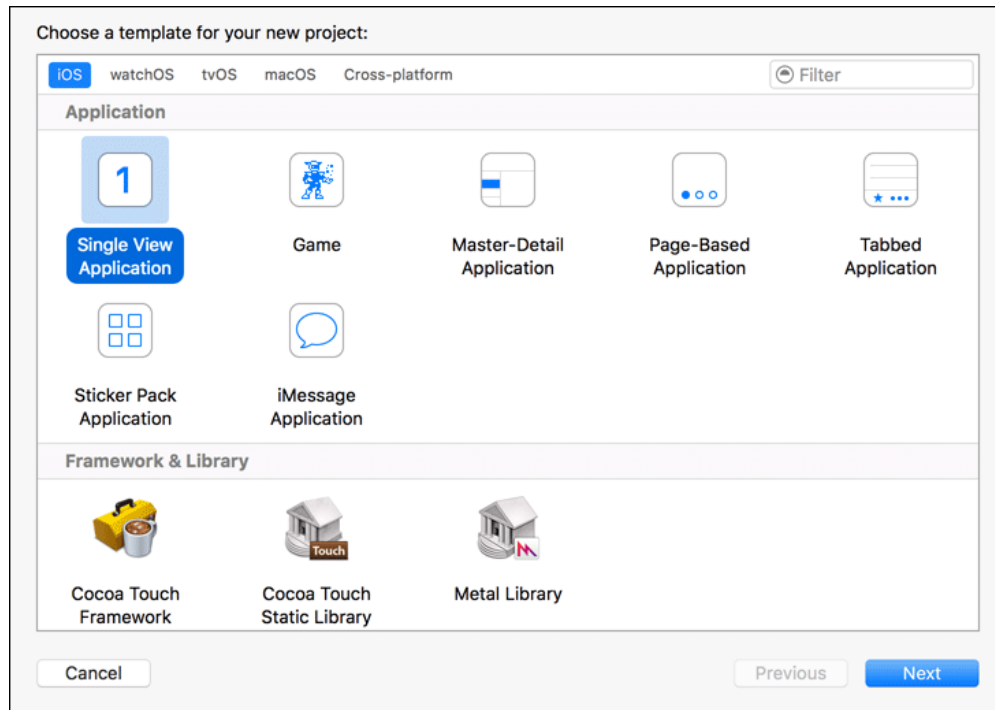 Choose a template for your new project:
iOS watchOS tvOS macOS Cross-platform Filter
Application
1
Single View Application
Game
Master-Detail Application
Page-Based Application
Tabbed Application
Sticker Pack Application
iMessage Application
Framework & Library
Touch
Cocoa Touch Framework
Cocoa Touch Static Library
Metal Library
Cancel Previous Next